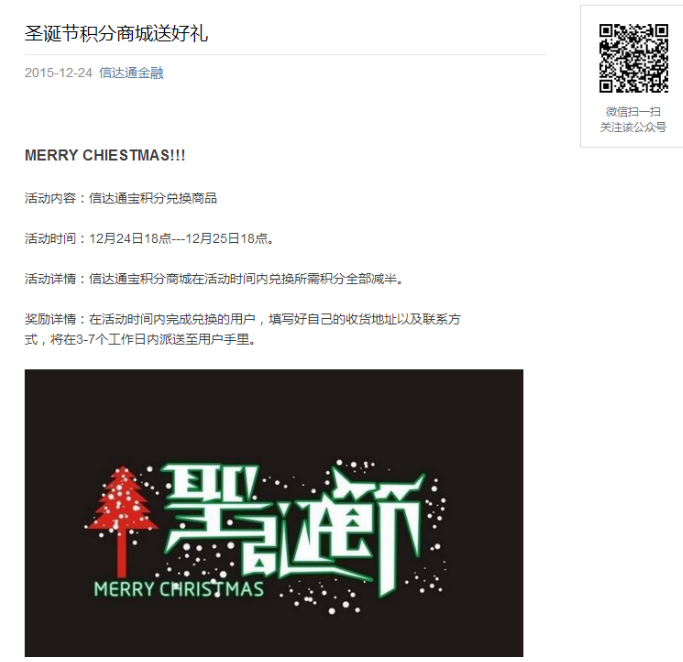 圣诞节积分商城送好礼
2015-12-24 信达通金融
微信扫一扫
关注该公众号
MERRY CHIESTMAS!!!
活动内容：信达通宝积分兑换商品
活动时间：12月24日18点---12月25日18点。
活动详情：信达通宝积分商城在活动时间内兑换所需积分全部减半。
奖励详情：在活动时间内完成兑换的用户，填写好自己的收货地址以及联系方
式，将在3-7个工作日内派送至用户手里。
聖诞節
MERRY CHRISTMAS